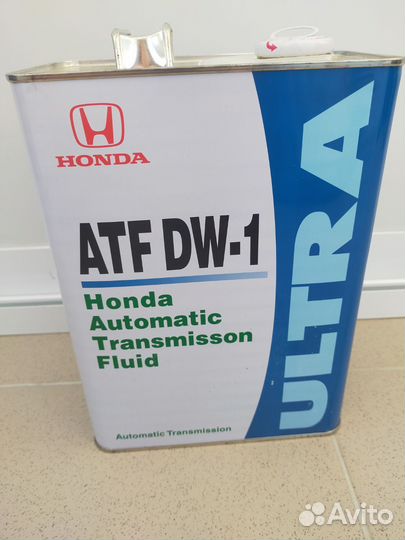 HONDA
ATF DW-1
Honda
Automatic
Transmisson
Fluid
Automatic Transmission
ULTRA
Avito